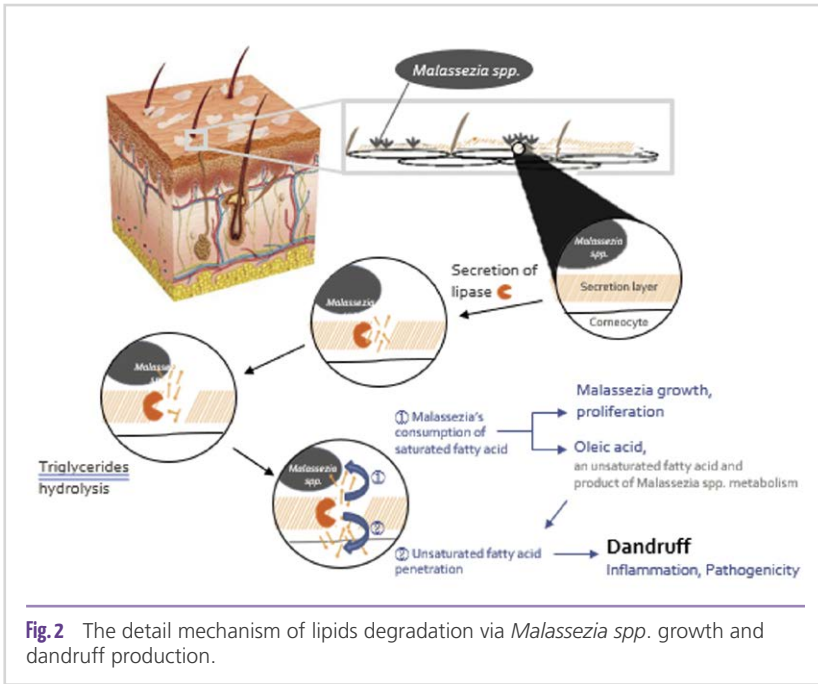 Malassezia spp.
Malassezia
spp.
Secretion layer
Corneocyte
Secretion of
lipase
Malassezia
Malassezia
Triglycerides
hydrolysis
Malassezia
spp.
①
②
① Malassezia's
consumption of
saturated fatty acid
Malassezia growth,
proliferation
Oleic acid,
an unsaturated fatty acid and
product of Malassezia spp. metabolism
② Unsaturated fatty acid
penetration
Dandruff
Inflammation, Pathogenicity
Fig. 2 The detail mechanism of lipids degradation via Malassezia spp. growth and
dandruff production.